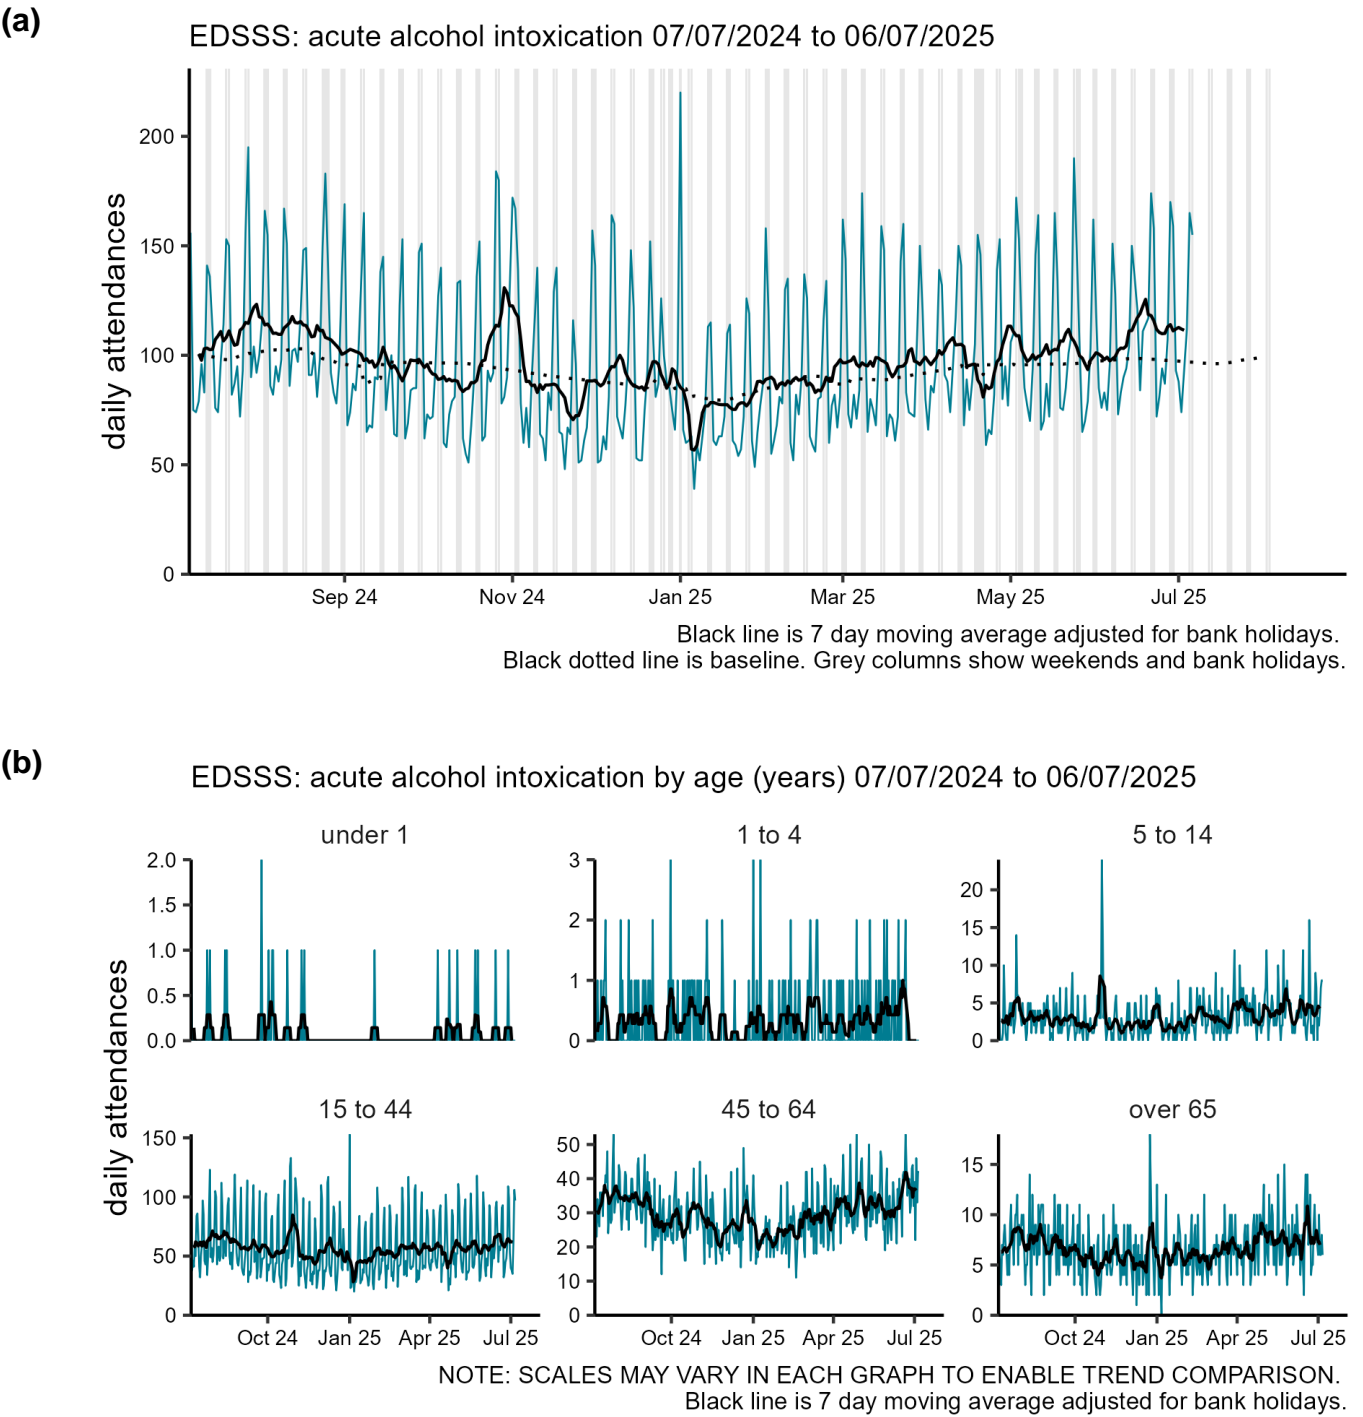 (a)
EDSSS: acute alcohol intoxication 07/07/2024 to 06/07/2025
daily attendances
200
150
100
50
0
Sep 24 Nov 24 Jan 25 Mar 25 May 25 Jul 25
Black line is 7 day moving average adjusted for bank holidays.
Black dotted line is baseline. Grey columns show weekends and bank holidays.
(b)
EDSSS: acute alcohol intoxication by age (years) 07/07/2024 to 06/07/2025
daily attendances
under 1
2.0
1.5
1.0
0.5
0.0
1 to 4
3
2
1
0
5 to 14
20
15
10
5
0
15 to 44
150
100
50
0
Oct 24 Jan 25 Apr 25 Jul 25
45 to 64
50
40
30
20
10
0
Oct 24 Jan 25 Apr 25 Jul 25
over 65
15
10
5
0
Oct 24 Jan 25 Apr 25 Jul 25
NOTE: SCALES MAY VARY IN EACH GRAPH TO ENABLE TREND COMPARISON.
Black line is 7 day moving average adjusted for bank holidays.